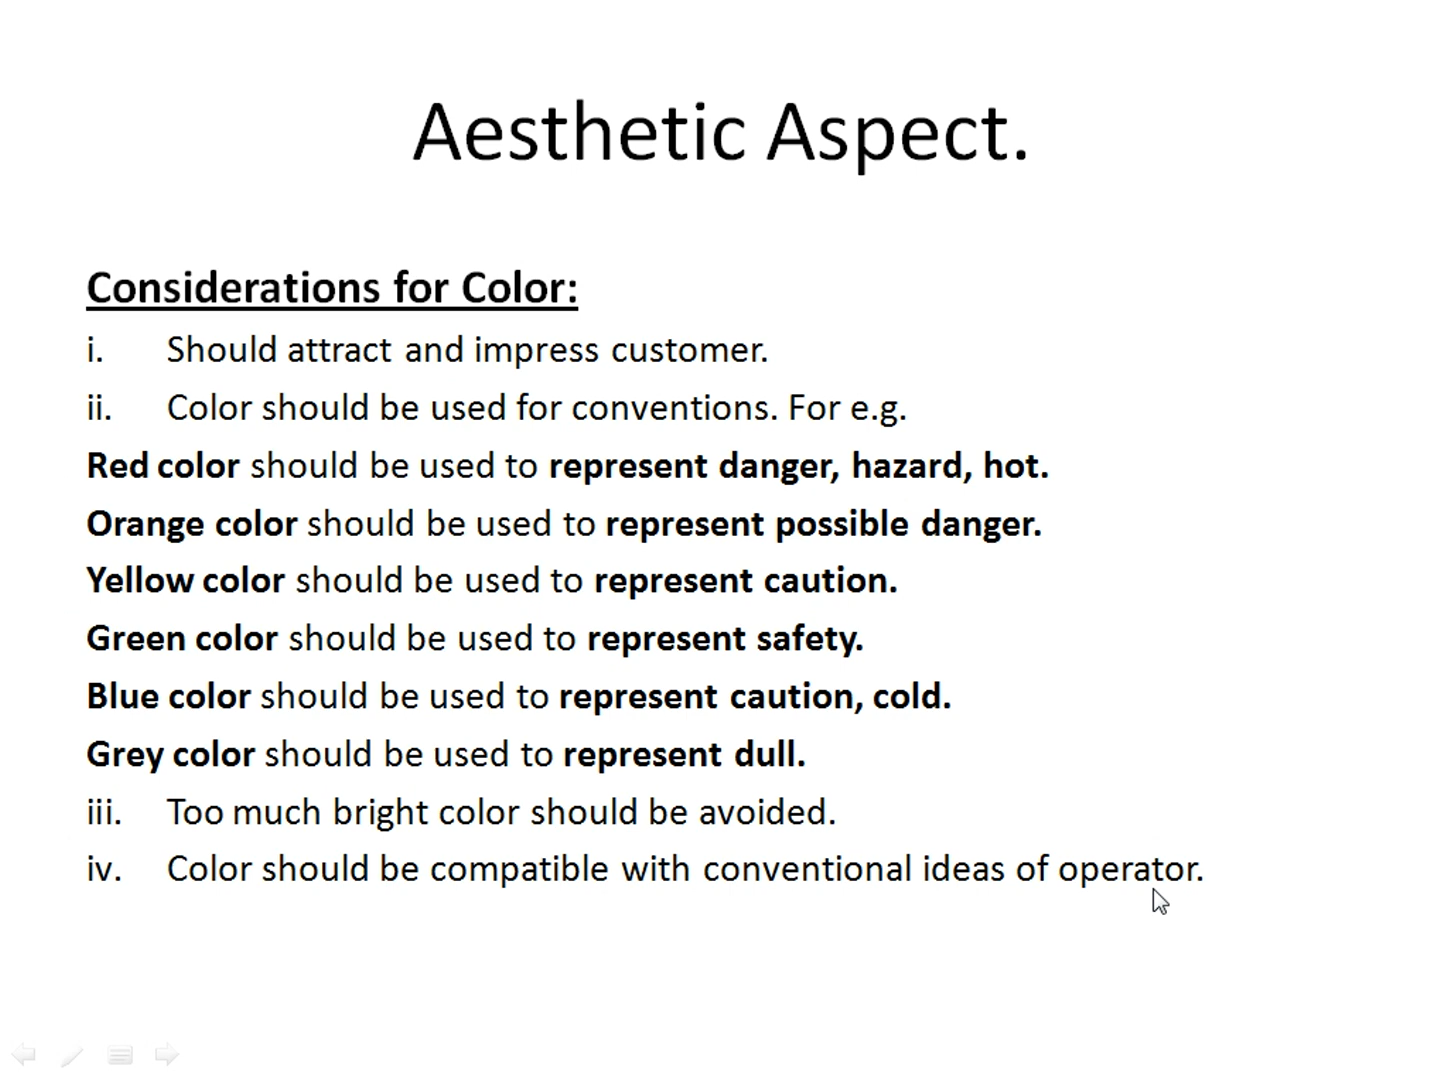 Aesthetic Aspect.
Considerations for Color:
i. Should attract and impress customer.
ii. Color should be used for conventions. For e.g.
Red color should be used to represent danger, hazard, hot.
Orange color should be used to represent possible danger.
Yellow color should be used to represent caution.
Green color should be used to represent safety.
Blue color should be used to represent caution, cold.
Grey color should be used to represent dull.
iii. Too much bright color should be avoided.
iv. Color should be compatible with conventional ideas of operator.